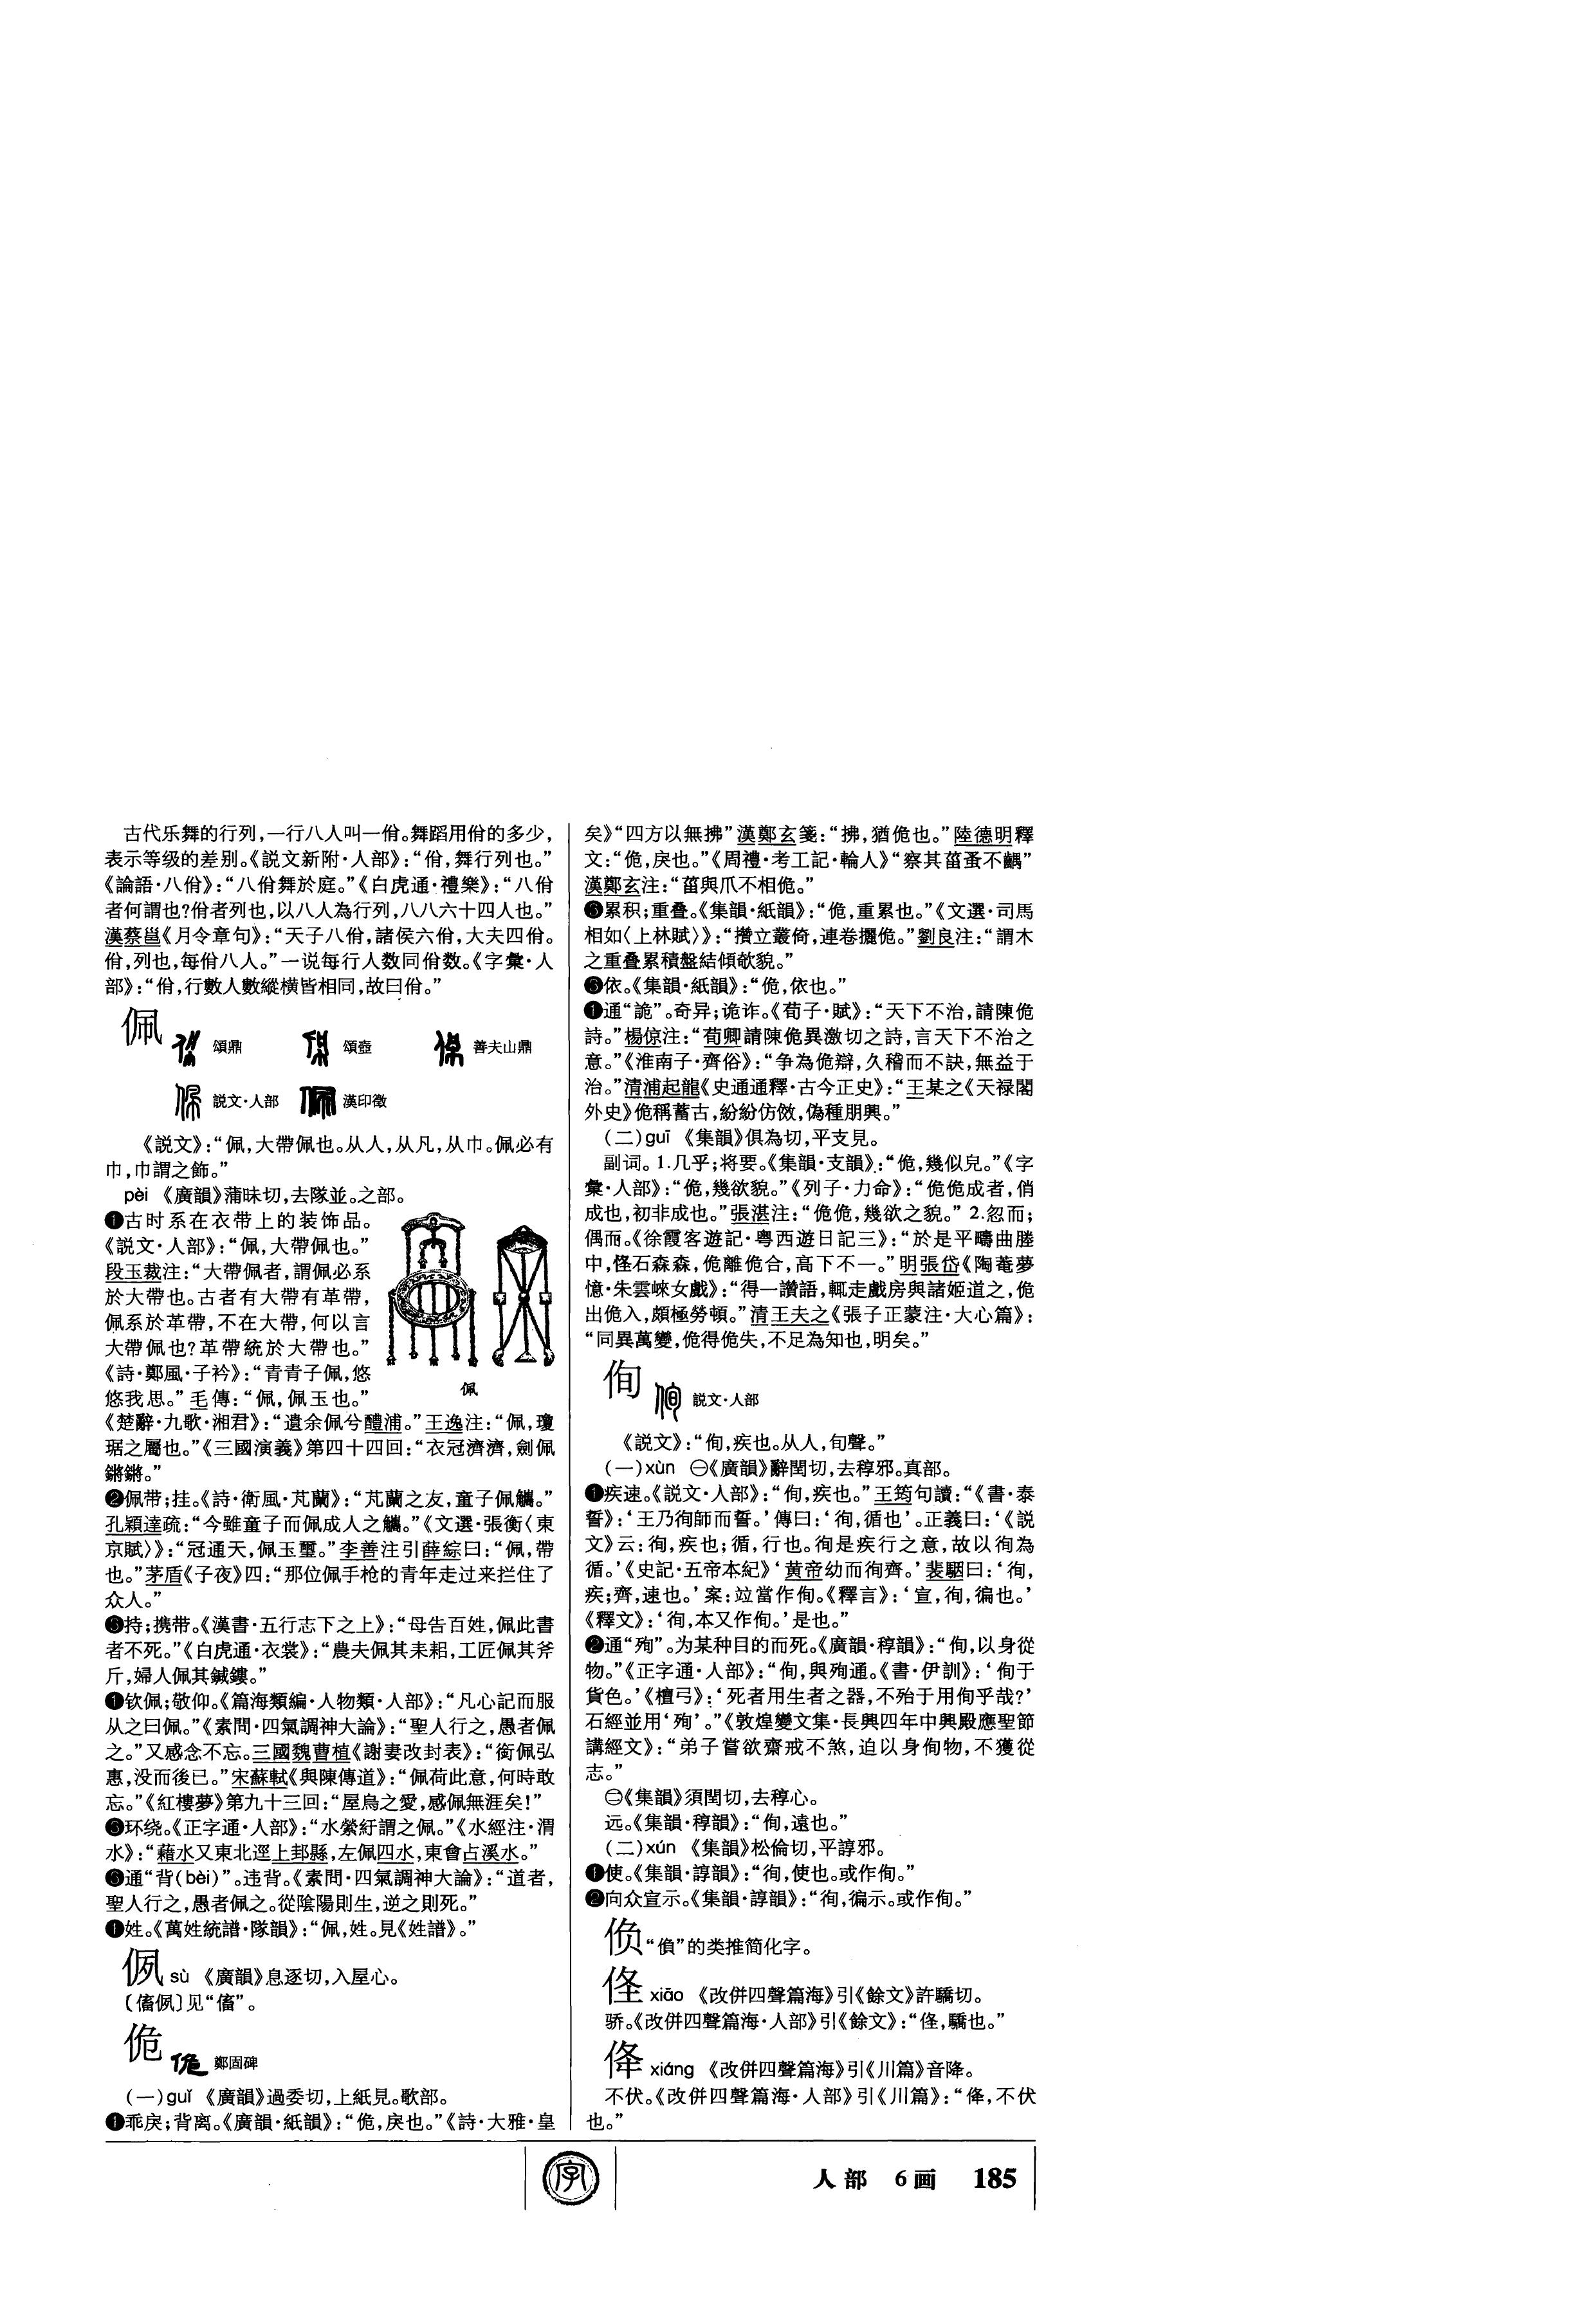 古代乐舞的行列,一行八人叫一佾。舞蹈用佾的多少,
表示等级的差别。《説文新附·人部》:“佾,舞行列也。”
《論語·八佾》:“八佾舞於庭。”《白虎通·禮樂》:“八佾
者何謂也?佾者列也,以八人為行列,八八六十四人也。”
漢蔡邕《月令章句》:“天子八佾,諸侯六佾,大夫四佾。
佾,列也,每佾八人。”一说每行人数同佾数。《字彙·人
部》:“佾,行數人數縱横皆相同,故曰佾。”
佩 頌鼎 頌壺 善夫山鼎
説文·人部 漢印徵
《説文》:“佩,大帶佩也。从人,从凡,从巾。佩必有
巾,巾謂之飾。”
pèi 《廣韻》蒲昧切,去隊並。之部。
❶古时系在衣带上的装饰品。
《説文·人部》:“佩,大帶佩也。”
段玉裁注:“大帶佩者,謂佩必系
於大帶也。古者有大帶有革帶,
佩系於革帶,不在大帶,何以言
大帶佩也?革帶統於大帶也。”
《詩·鄭風·子衿》:“青青子佩,悠
悠我思。”毛傳:“佩,佩玉也。”
佩
《楚辭·九歌·湘君》:“遺余佩兮醴浦。”王逸注:“佩,瓊
琚之屬也。”《三國演義》第四十四回:“衣冠濟濟,劍佩
鏘鏘。”
❷佩带;挂。《詩·衛風·芄蘭》:“芄蘭之友,童子佩觿。”
孔穎達疏:“今雖童子而佩成人之觿。”《文選·張衡〈東
京賦〉》:“冠通天,佩玉璽。”李善注引薛綜曰:“佩,帶
也。”茅盾《子夜》四:“那位佩手枪的青年走过来拦住了
众人。”
❸持;携带。《漢書·五行志下之上》:“母告百姓,佩此書
者不死。”《白虎通·衣裳》:“農夫佩其耒耜,工匠佩其斧
斤,婦人佩其鍼鏤。”
❹钦佩;敬仰。《篇海類編·人物類·人部》:“凡心記而服
从之曰佩。”《素問·四氣調神大論》:“聖人行之,愚者佩
之。”又感念不忘。三國魏曹植《謝妻改封表》:“銜佩弘
惠,没而後已。”宋蘇軾《與陳傳道》:“佩荷此意,何時敢
忘。”《紅樓夢》第九十三回:“屋烏之愛,感佩無涯矣!”
❺环绕。《正字通·人部》:“水縈紆謂之佩。”《水經注·渭
水》:“藉水又東北逕上邽縣,左佩四水,東會占溪水。”
❻通“背(bèi)”。违背。《素問·四氣調神大論》:“道者,
聖人行之,愚者佩之。從陰陽則生,逆之則死。”
❼姓。《萬姓統譜·隊韻》:“佩,姓。見《姓譜》。”
㑉 sù 《廣韻》息逐切,入屋心。
〔㑛㑉〕见“㑛”。
佹 鄭固碑
(一)guǐ 《廣韻》過委切,上紙見。歌部。
❶乖戾;背离。《廣韻·紙韻》:“佹,戾也。”《詩·大雅·皇
矣》“四方以無拂”漢鄭玄箋:“拂,猶佹也。”陸德明釋
文:“佹,戾也。”《周禮·考工記·輪人》“察其菑蚤不齵”
漢鄭玄注:“菑與爪不相佹。”
❷累积;重叠。《集韻·紙韻》:“佹,重累也。”《文選·司馬
相如〈上林賦〉》:“攢立叢倚,連卷欐佹。”劉良注:“謂木
之重叠累積盤結傾欹貌。”
❸依。《集韻·紙韻》:“佹,依也。”
❹通“詭”。奇异;诡诈。《荀子·賦》:“天下不治,請陳佹
詩。”楊倞注:“荀卿請陳佹異激切之詩,言天下不治之
意。”《淮南子·齊俗》:“争為佹辯,久稽而不訣,無益于
治。”清浦起龍《史通通釋·古今正史》:“王某之《天禄閣
外史》佹稱蓄古,紛紛仿傚,偽種朋興。”
(二)guī 《集韻》俱為切,平支見。
副词。1.几乎;将要。《集韻·支韻》:“佹,幾似皃。”《字
彙·人部》:“佹,幾欲貌。”《列子·力命》:“佹佹成者,俏
成也,初非成也。”張湛注:“佹佹,幾欲之貌。”2.忽而;
偶而。《徐霞客遊記·粤西遊日記三》:“於是平疇曲塍
中,怪石森森,佹離佹合,高下不一。”明張岱《陶菴夢
憶·朱雲崍女戲》:“得一讚語,輒走戲房與諸姬道之,佹
出佹入,頗極勞頓。”清王夫之《張子正蒙注·大心篇》:
“同異萬變,佹得佹失,不足為知也,明矣。”
侚 説文·人部
《説文》:“侚,疾也。从人,旬聲。”
(一)xùn ㊀《廣韻》辭閏切,去稕邪。真部。
❶疾速。《説文·人部》:“侚,疾也。”王筠句讀:“《書·泰
誓》:‘王乃徇師而誓。’傳曰:‘徇,循也’。正義曰:‘《説
文》云:徇,疾也;循,行也。徇是疾行之意,故以徇為
循。’《史記·五帝本紀》‘黄帝幼而徇齊。’裴駰曰:‘徇,
疾;齊,速也。’案:竝當作侚。《釋言》:‘宣,徇,徧也。’
《釋文》:‘徇,本又作侚。’是也。”
❷通“殉”。为某种目的而死。《廣韻·稕韻》:“侚,以身從
物。”《正字通·人部》:“侚,與殉通。《書·伊訓》:‘侚于
貨色。’《檀弓》:‘死者用生者之器,不殆于用侚乎哉?’
石經並用‘殉’。”《敦煌變文集·長興四年中興殿應聖節
講經文》:“弟子嘗欲齋戒不煞,迫以身侚物,不獲從
志。”
㊁《集韻》須閏切,去稕心。
远。《集韻·稕韻》:“侚,遠也。”
(二)xún 《集韻》松倫切,平諄邪。
❶使。《集韻·諄韻》:“徇,使也。或作侚。”
❷向众宣示。《集韻·諄韻》:“徇,徧示。或作侚。”
㑔 “偩”的类推简化字。
xiāo 《改併四聲篇海》引《餘文》許驕切。
骄。《改併四聲篇海·人部》引《餘文》:“,驕也。”
xiáng 《改併四聲篇海》引《川篇》音降。
不伏。《改併四聲篇海·人部》引《川篇》:“,不伏
也。”
字
人部 6画 185